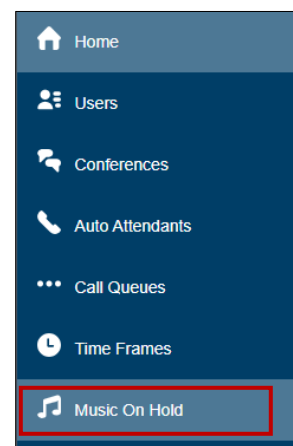 Home
Users
Conferences
Auto Attendants
Call Queues
Time Frames
Music On Hold